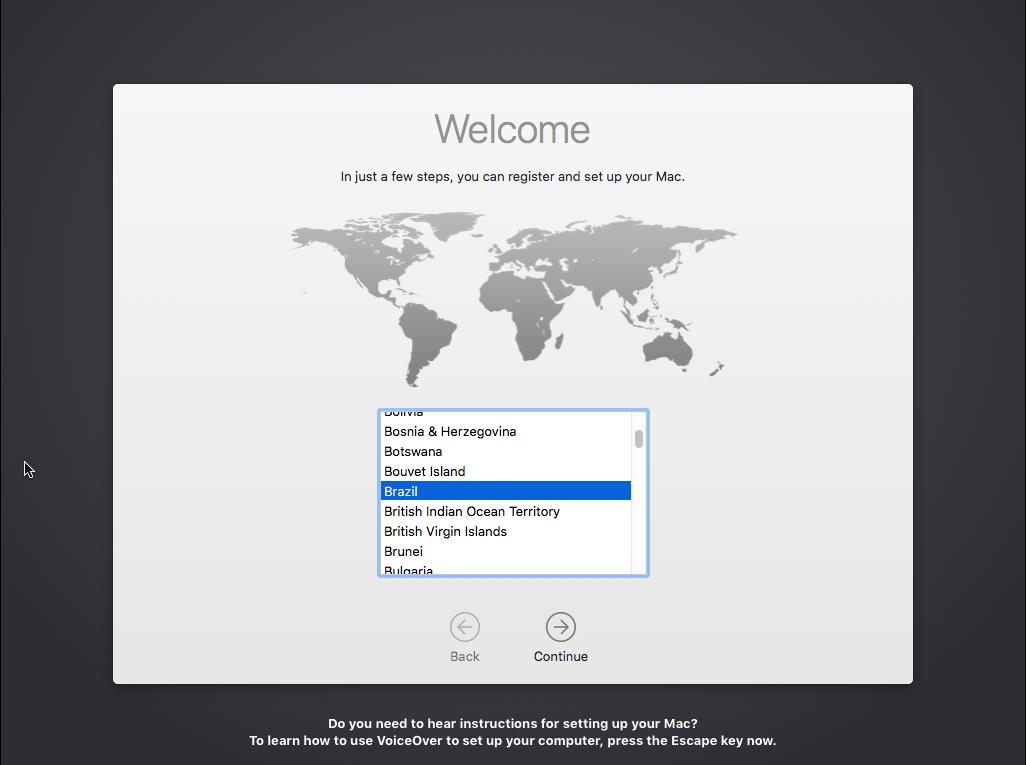 Welcome
In just a few steps, you can register and set up your Mac.
Bolivia
Bosnia & Herzegovina
Botswana
Bouvet Island
Brazil
British Indian Ocean Territory
British Virgin Islands
Brunei
Bulgaria
Back
Continue
Do you need to hear instructions for setting up your Mac?
To learn how to use VoiceOver to set up your computer, press the Escape key now.